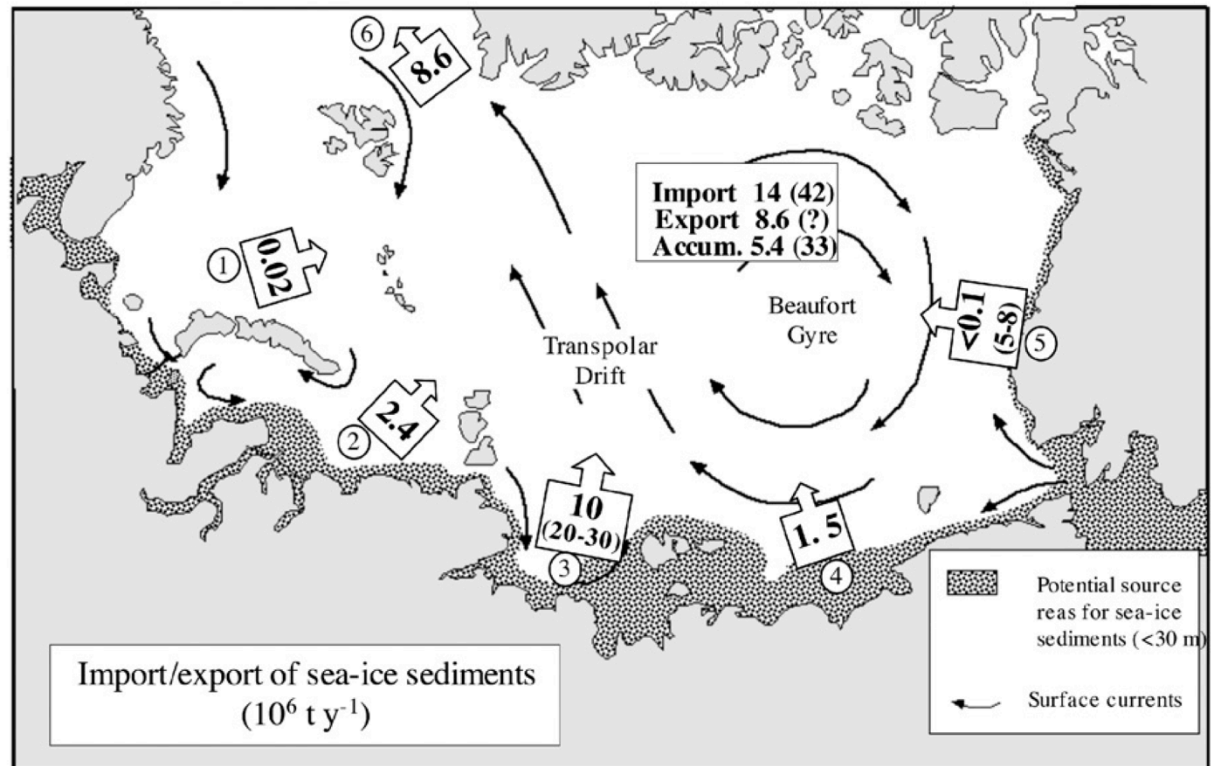 6
8.6
Import 14 (42)
Export 8.6 (?)
Accum. 5.4 (33)
1
0.02
Beaufort
Gyre
<0.1
(5-8)
5
Transpolar
Drift
2.4
2
10
(20-30)
3
1. 5
4
Potential source
reas for sea-ice
sediments (<30 m)
Surface currents
Import/export of sea-ice sediments
(10⁶ t y⁻¹)